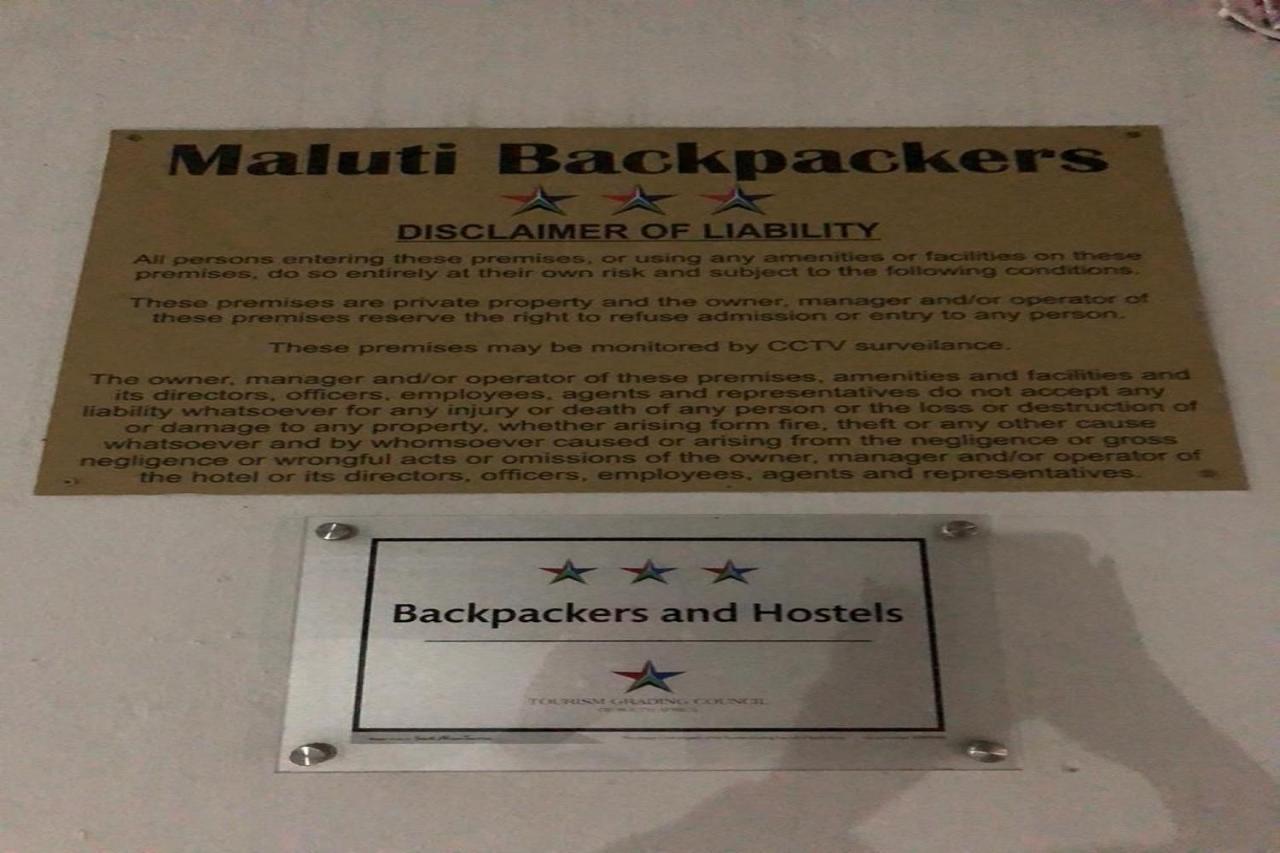 Maluti Backpackers
DISCLAIMER OF LIABILITY
All persons entering these premises, or using any amenities or facilities on these
premises, do so entirely at their own risk and subject to the following conditions.
These premises are private property and the owner, manager and/or operator of
these premises reserve the right to refuse admission or entry to any person.
These premises may be monitored by CCTV surveilance.
The owner, manager and/or operator of these premises, amenities and facilities and
its directors, officers, employees, agents and representatives do not accept any
liability whatsoever for any injury or death of any person or the loss or destruction of
or damage to any property, whether arising form fire, theft or any other cause
whatsoever and by whomsoever caused or arising from the negligence or gross
negligence or wrongful acts or omissions of the owner, manager and/or operator of
the hotel or its directors, officers, employees, agents and representatives.
Backpackers and Hostels
TOURISM GRADING COUNCIL
OF SOUTH AFRICA